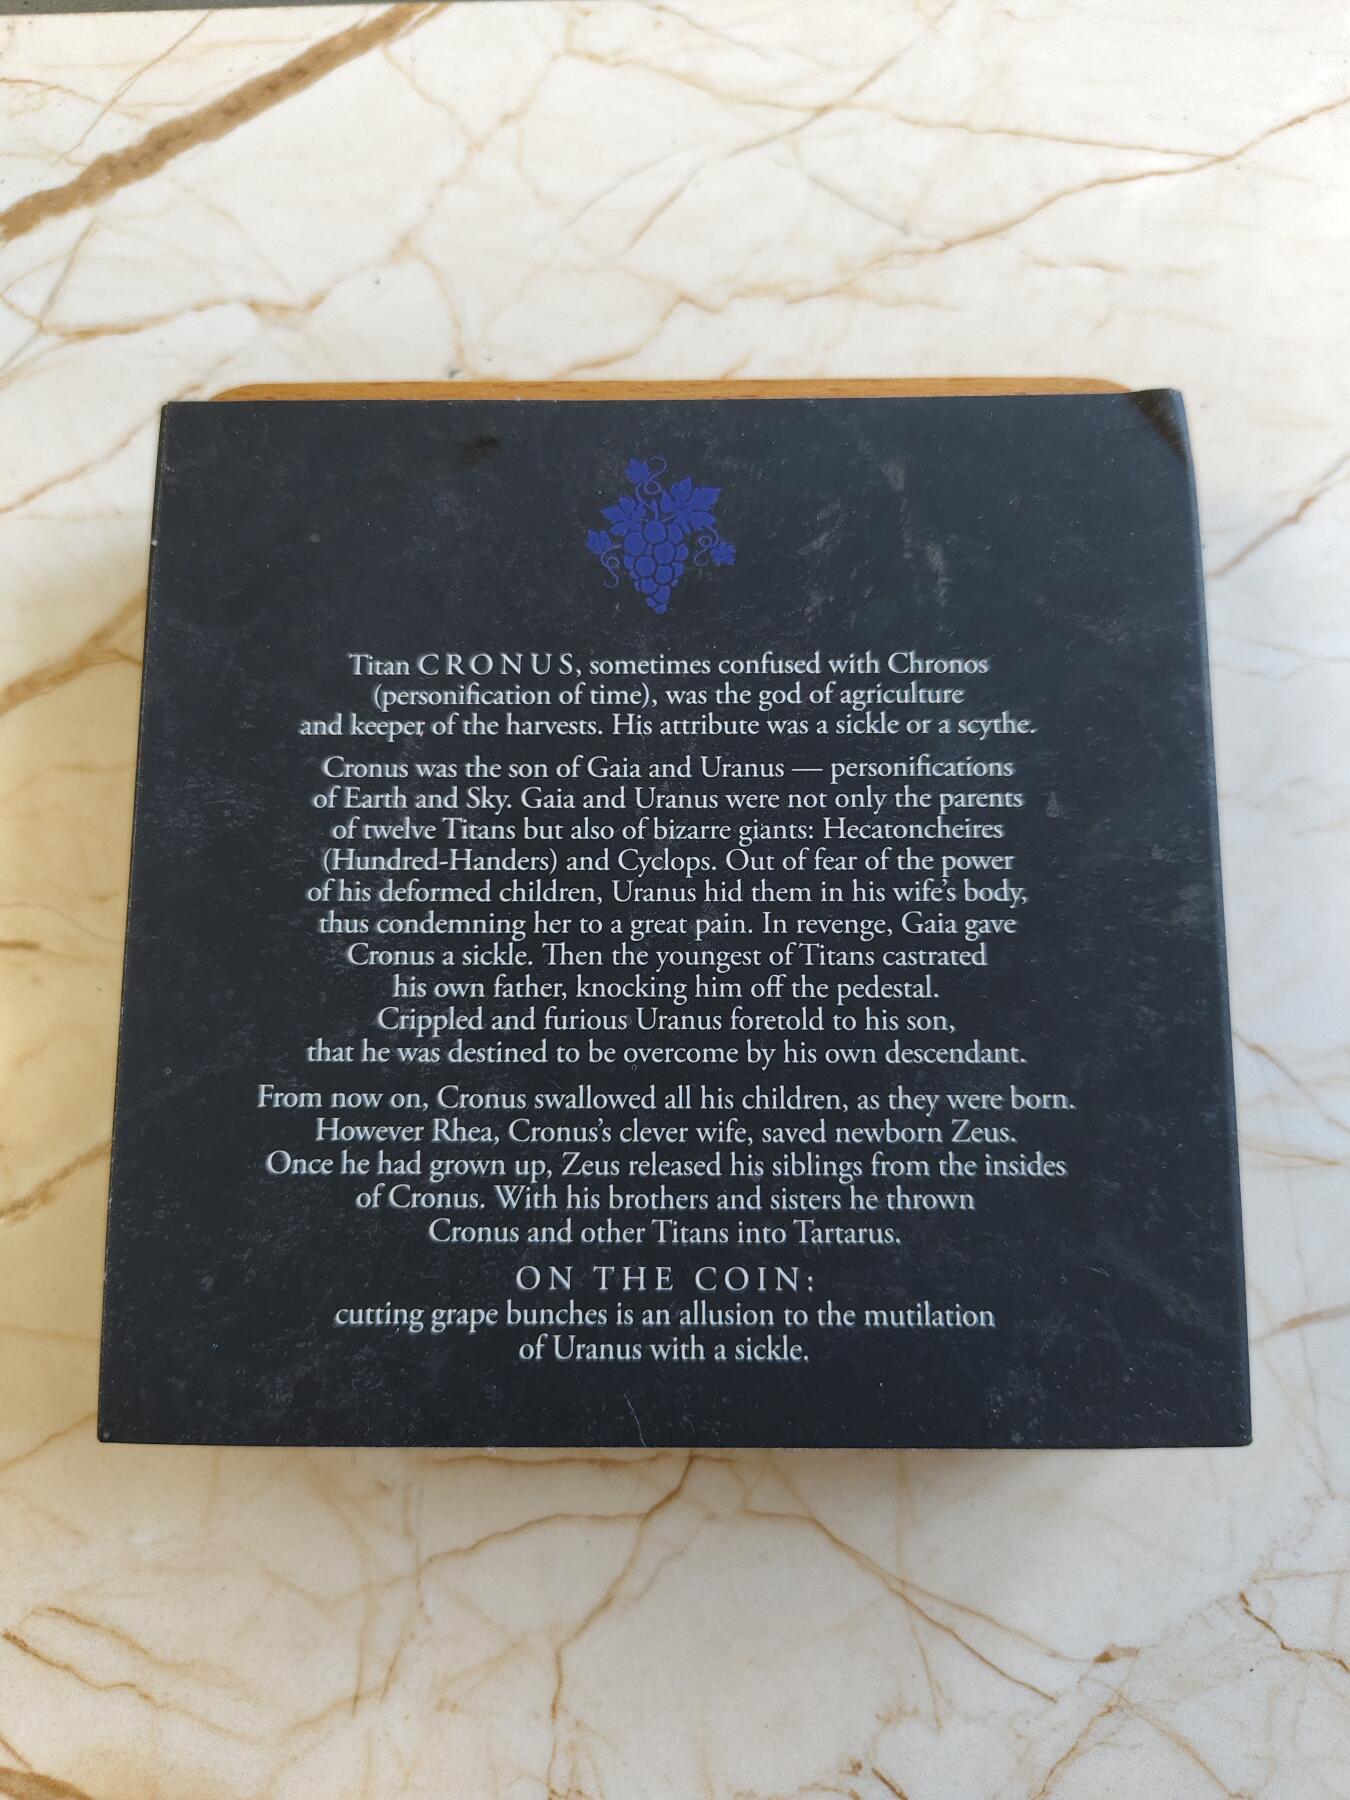 Titan CRONUS, sometimes confused with Chronos
(personification of time), was the god of agriculture
and keeper of the harvests. His attribute was a sickle or a scythe.
Cronus was the son of Gaia and Uranus — personifications
of Earth and Sky. Gaia and Uranus were not only the parents
of twelve Titans but also of bizarre giants: Hecatoncheires
(Hundred-Handers) and Cyclops. Out of fear of the power
of his deformed children, Uranus hid them in his wife's body,
thus condemning her to a great pain. In revenge, Gaia gave
Cronus a sickle. Then the youngest of Titans castrated
his own father, knocking him off the pedestal.
Crippled and furious Uranus foretold to his son,
that he was destined to be overcome by his own descendant.
From now on, Cronus swallowed all his children, as they were born.
However Rhea, Cronus's clever wife, saved newborn Zeus.
Once he had grown up, Zeus released his siblings from the insides
of Cronus. With his brothers and sisters he thrown
Cronus and other Titans into Tartarus.
ON THE COIN:
cutting grape bunches is an allusion to the mutilation
of Uranus with a sickle.